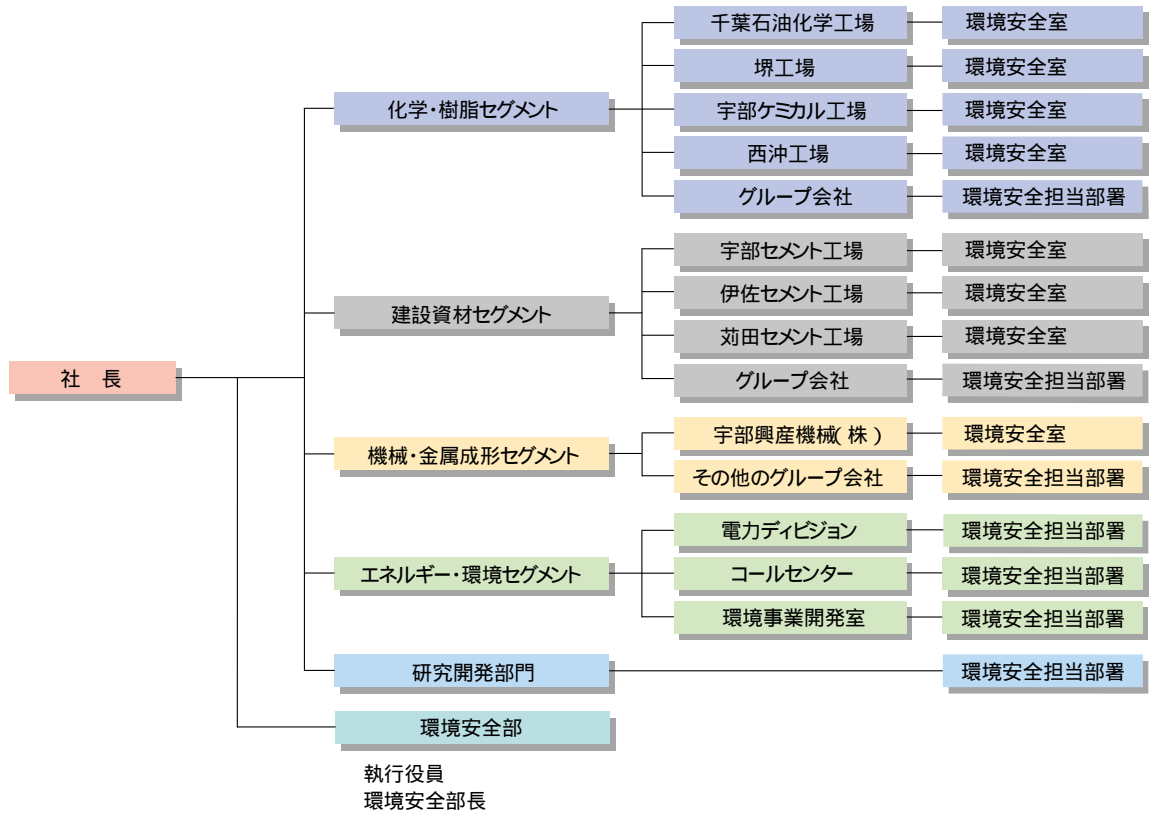 社　長
化学・樹脂セグメント
千葉石油化学工場
環境安全室
堺工場
環境安全室
宇部ケミカル工場
環境安全室
西沖工場
環境安全室
グループ会社
環境安全担当部署
建設資材セグメント
宇部セメント工場
環境安全室
伊佐セメント工場
環境安全室
苅田セメント工場
環境安全室
グループ会社
環境安全担当部署
機械・金属成形セグメント
宇部興産機械(株)
環境安全室
その他のグループ会社
環境安全担当部署
エネルギー・環境セグメント
電力ディビジョン
環境安全担当部署
コールセンター
環境安全担当部署
環境事業開発室
環境安全担当部署
研究開発部門
環境安全担当部署
環境安全部
執行役員
環境安全部長